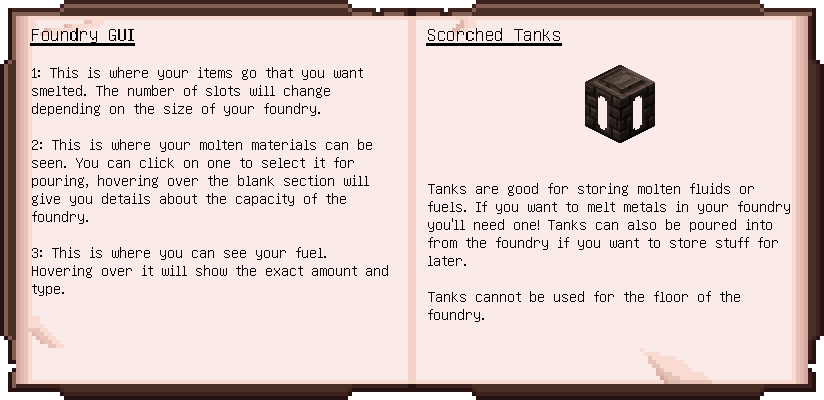 Foundry GUI
1: This is where your items go that you want
smelted. The number of slots will change
depending on the size of your foundry.
2: This is where your molten materials can be
seen. You can click on one to select it for
pouring, hovering over the blank section will
give you details about the capacity of the
foundry.
3: This is where you can see your fuel.
Hovering over it will show the exact amount and
type.
Scorched Tanks
Tanks are good for storing molten fluids or
fuels. If you want to melt metals in your foundry
you'll need one! Tanks can also be poured into
from the foundry if you want to store stuff for
later.
Tanks cannot be used for the floor of the
foundry.